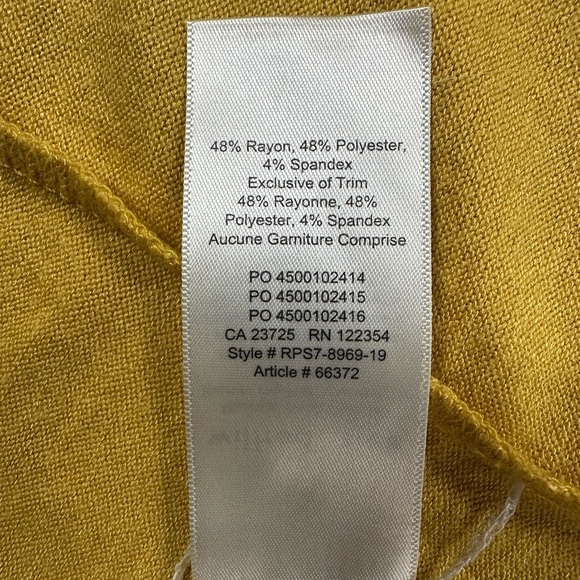 48% Rayon, 48% Polyester,
4% Spandex
Exclusive of Trim
48% Rayonne, 48%
Polyester, 4% Spandex
Aucune Garniture Comprise
PO 4500102414
PO 4500102415
PO 4500102416
CA 23725 RN 122354
Style # RPS7-8969-19
Article # 66372